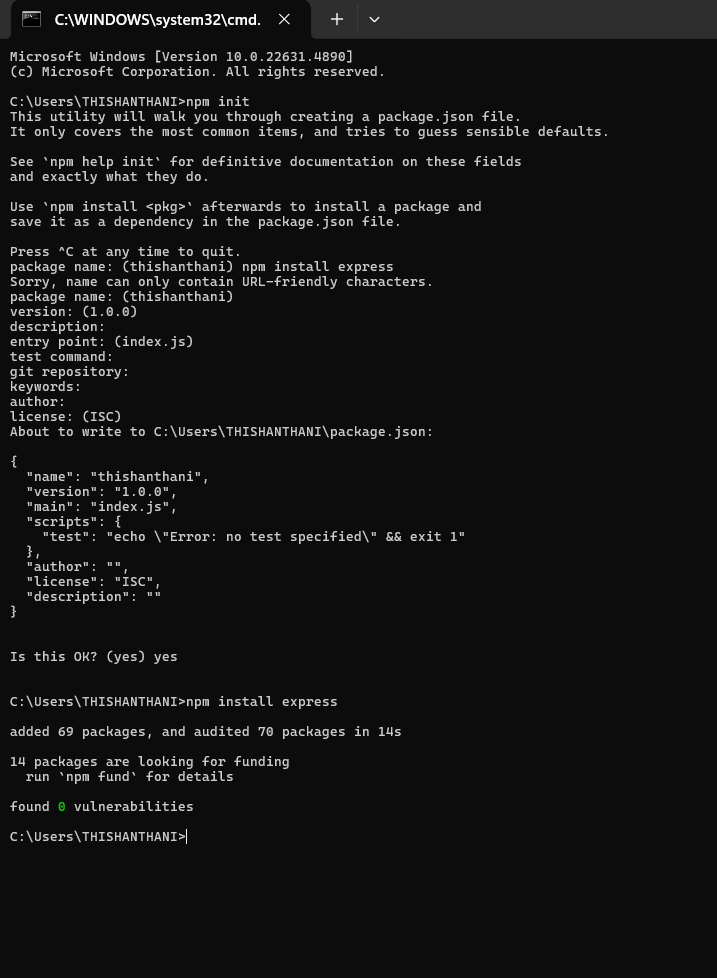 C:\WINDOWS\system32\cmd.
Microsoft Windows [Version 10.0.22631.4890]
(c) Microsoft Corporation. All rights reserved.
C:\Users\THISHANTHANI>npm init
This utility will walk you through creating a package.json file.
It only covers the most common items, and tries to guess sensible defaults.
See `npm help init` for definitive documentation on these fields
and exactly what they do.
Use `npm install <pkg>` afterwards to install a package and
save it as a dependency in the package.json file.
Press ^C at any time to quit.
package name: (thishanthani) npm install express
Sorry, name can only contain URL-friendly characters.
package name: (thishanthani)
version: (1.0.0)
description:
entry point: (index.js)
test command:
git repository:
keywords:
author:
license: (ISC)
About to write to C:\Users\THISHANTHANI\package.json:
{
  "name": "thishanthani",
  "version": "1.0.0",
  "main": "index.js",
  "scripts": {
    "test": "echo \"Error: no test specified\" && exit 1"
  },
  "author": "",
  "license": "ISC",
  "description": ""
}
Is this OK? (yes) yes
C:\Users\THISHANTHANI>npm install express
added 69 packages, and audited 70 packages in 14s
14 packages are looking for funding
  run `npm fund` for details
found 0 vulnerabilities
C:\Users\THISHANTHANI>